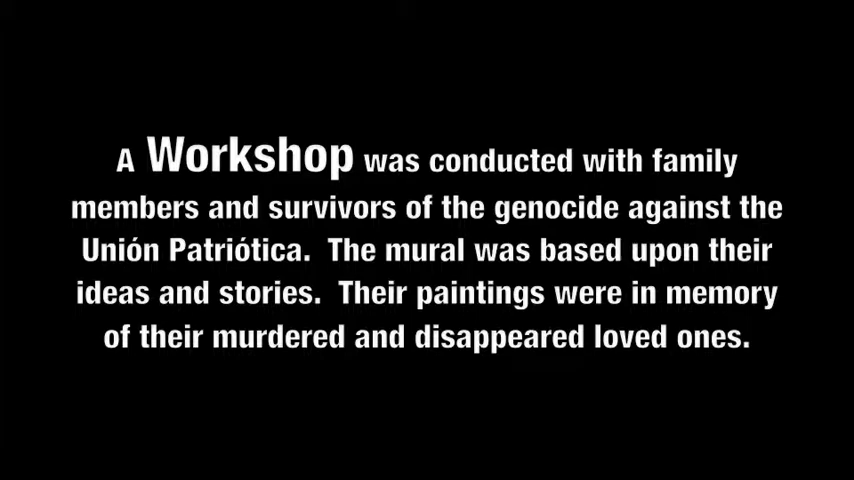 A Workshop was conducted with family
members and survivors of the genocide against the
Unión Patriótica.  The mural was based upon their
ideas and stories.  Their paintings were in memory
of their murdered and disappeared loved ones.